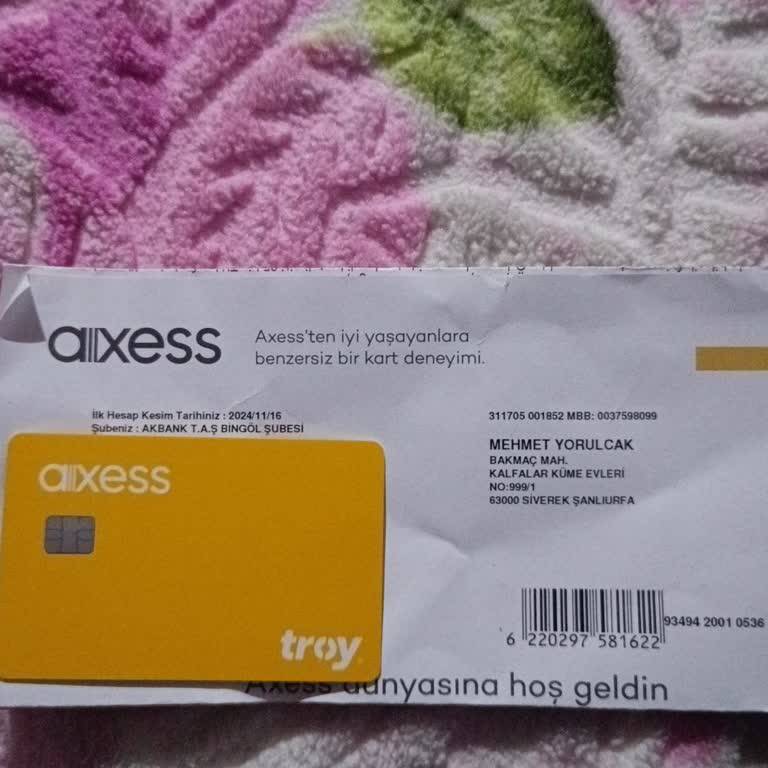 axess
Axess'ten iyi yaşayanlara
benzersiz bir kart deneyimi.
İlk Hesap Kesim Tarihiniz : 2024/11/16
Şubeniz : AKBANK T.A.Ş BİNGÖL ŞUBESİ
311705 001852 MBB: 0037598099
MEHMET YORULCAK
BAKMAÇ MAH.
KALFALAR KÜME EVLERİ
NO:999/1
63000 SİVEREK ŞANLIURFA
axess
troy
6 220297 581622
93494 2001 0536
Axess dünyasına hoş geldin